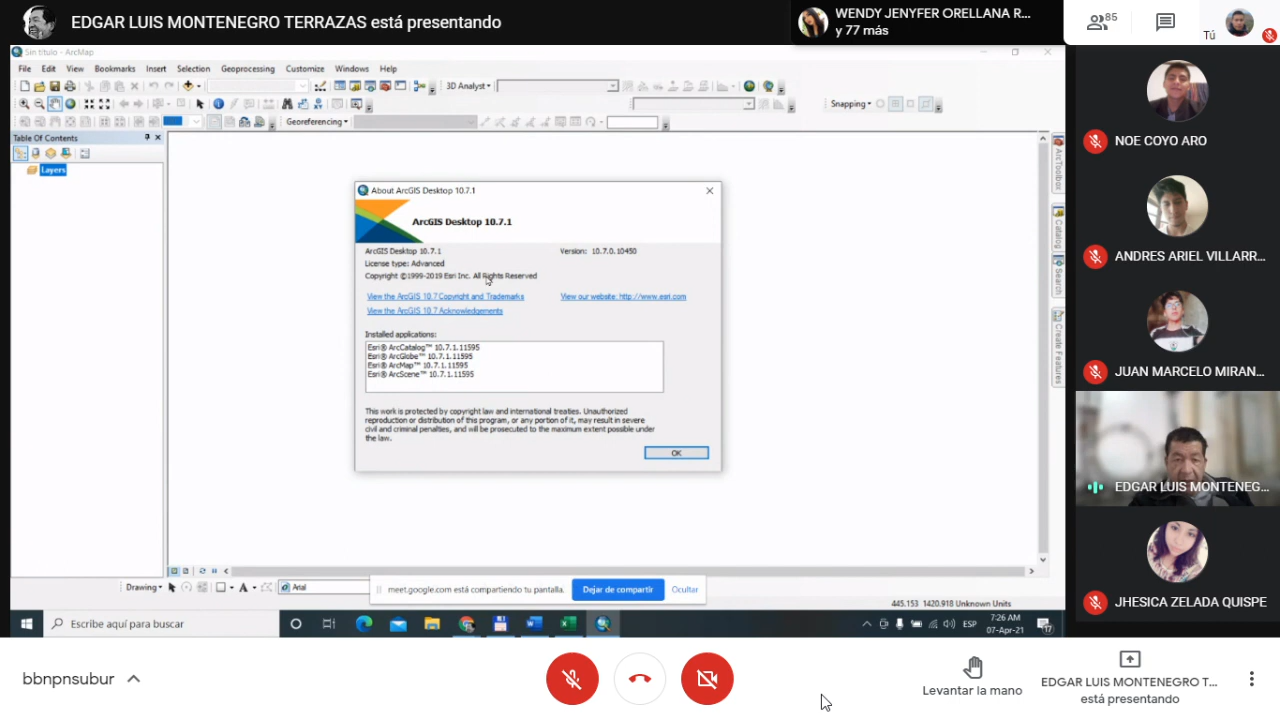 EDGAR LUIS MONTENEGRO TERRAZAS está presentando
WENDY JENYFER ORELLANA R...
y 77 más
85
Tú
Sin título - ArcMap
File Edit View Bookmarks Insert Selection Geoprocessing Customize Windows Help
3D Analyst
Snapping
Georeferencing
Table Of Contents
Layers
ArcToolbox
Catalog
Search
Create Features
About ArcGIS Desktop 10.7.1
ArcGIS Desktop 10.7.1
ArcGIS Desktop 10.7.1 Version: 10.7.0.10450
License type: Advanced
Copyright ©1999-2019 Esri Inc. All Rights Reserved
View the ArcGIS 10.7 Copyright and Trademarks View our website: http://www.esri.com
View the ArcGIS 10.7 Acknowledgements
Installed applications:
Esri® ArcCatalog™ 10.7.1.11595
Esri® ArcGlobe™ 10.7.1.11595
Esri® ArcMap™ 10.7.1.11595
Esri® ArcScene™ 10.7.1.11595
This work is protected by copyright law and international treaties. Unauthorized
reproduction or distribution of this program, or any portion of it, may result in severe
civil and criminal penalties, and will be prosecuted to the maximum extent possible under
the law.
OK
Drawing A Arial
meet.google.com está compartiendo tu pantalla. Dejar de compartir Ocultar
445.153 1420.918 Unknown Units
Escribe aquí para buscar
ESP
7:26 AM
07-Apr-21
17
NOE COYO ARO
ANDRES ARIEL VILLARR...
JUAN MARCELO MIRAN...
EDGAR LUIS MONTENEG...
JHESICA ZELADA QUISPE
bbnpnsubur
Levantar la mano
EDGAR LUIS MONTENEGRO T...
está presentando